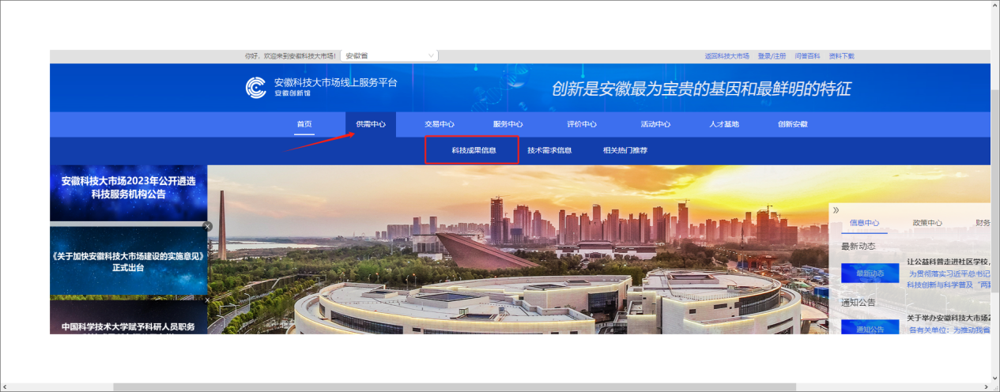 你好，欢迎来到安徽科技大市场！ 安徽省 返回科技大市场 登录/注册 问答百科 资料下载
安徽科技大市场线上服务平台
安徽创新馆
创新是安徽最为宝贵的基因和最鲜明的特征
首页 供需中心 交易中心 服务中心 评价中心 活动中心 人才基地 创新安徽
科技成果信息 技术需求信息 相关热门推荐
安徽科技大市场2023年公开遴选
科技服务机构公告
《关于加快安徽科技大市场建设的实施意见》
正式出台
中国科学技术大学赋予科研人员职务
信息中心 政策中心 财务
最新动态
最新动态
让公益科普走进社区学校，
为贯彻落实习近平总书记
科技创新与科学普及“两
通知公告
通知公告
关于举办安徽科技大市场2
各有关单位：为推动我省